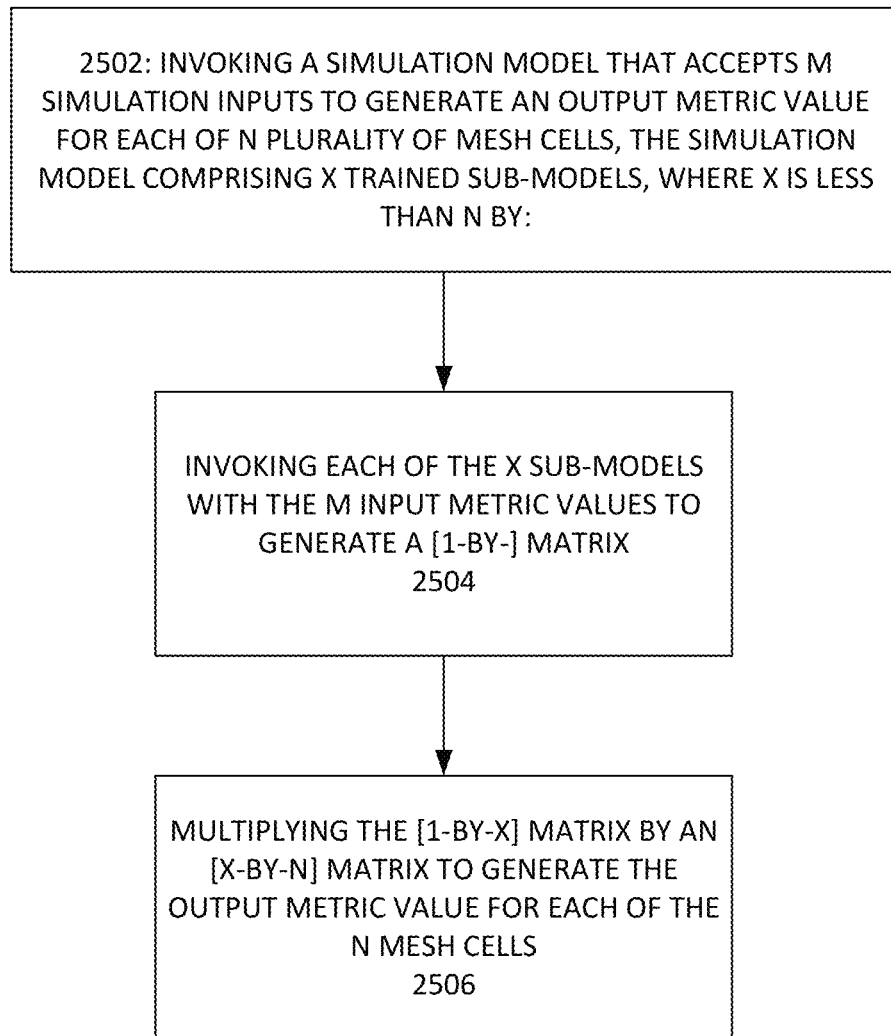 2502: INVOKING A SIMULATION MODEL THAT ACCEPTS M
SIMULATION INPUTS TO GENERATE AN OUTPUT METRIC VALUE
FOR EACH OF N PLURALITY OF MESH CELLS, THE SIMULATION
MODEL COMPRISING X TRAINED SUB-MODELS, WHERE X IS LESS
THAN N BY:
INVOKING EACH OF THE X SUB-MODELS
WITH THE M INPUT METRIC VALUES TO
GENERATE A [1-BY-] MATRIX
2504
MULTIPLYING THE [1-BY-X] MATRIX BY AN
[X-BY-N] MATRIX TO GENERATE THE
OUTPUT METRIC VALUE FOR EACH OF THE
N MESH CELLS
2506